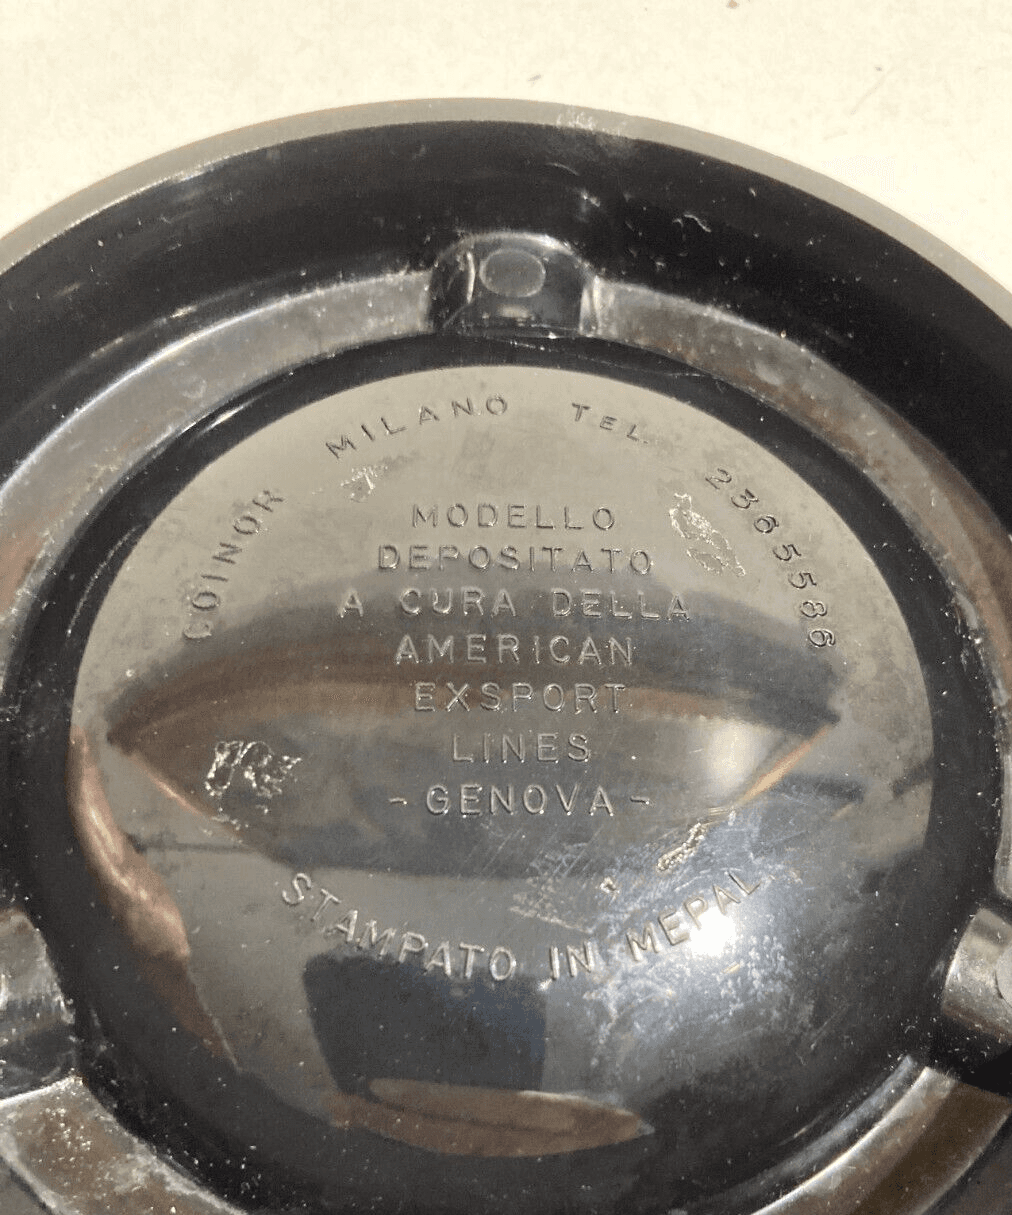 COINOR MILANO TEL. 2365586
MODELLO
DEPOSITATO
A CURA DELLA
AMERICAN
EXSPORT
LINES
-GENOVA-
STAMPATO IN MEPAL